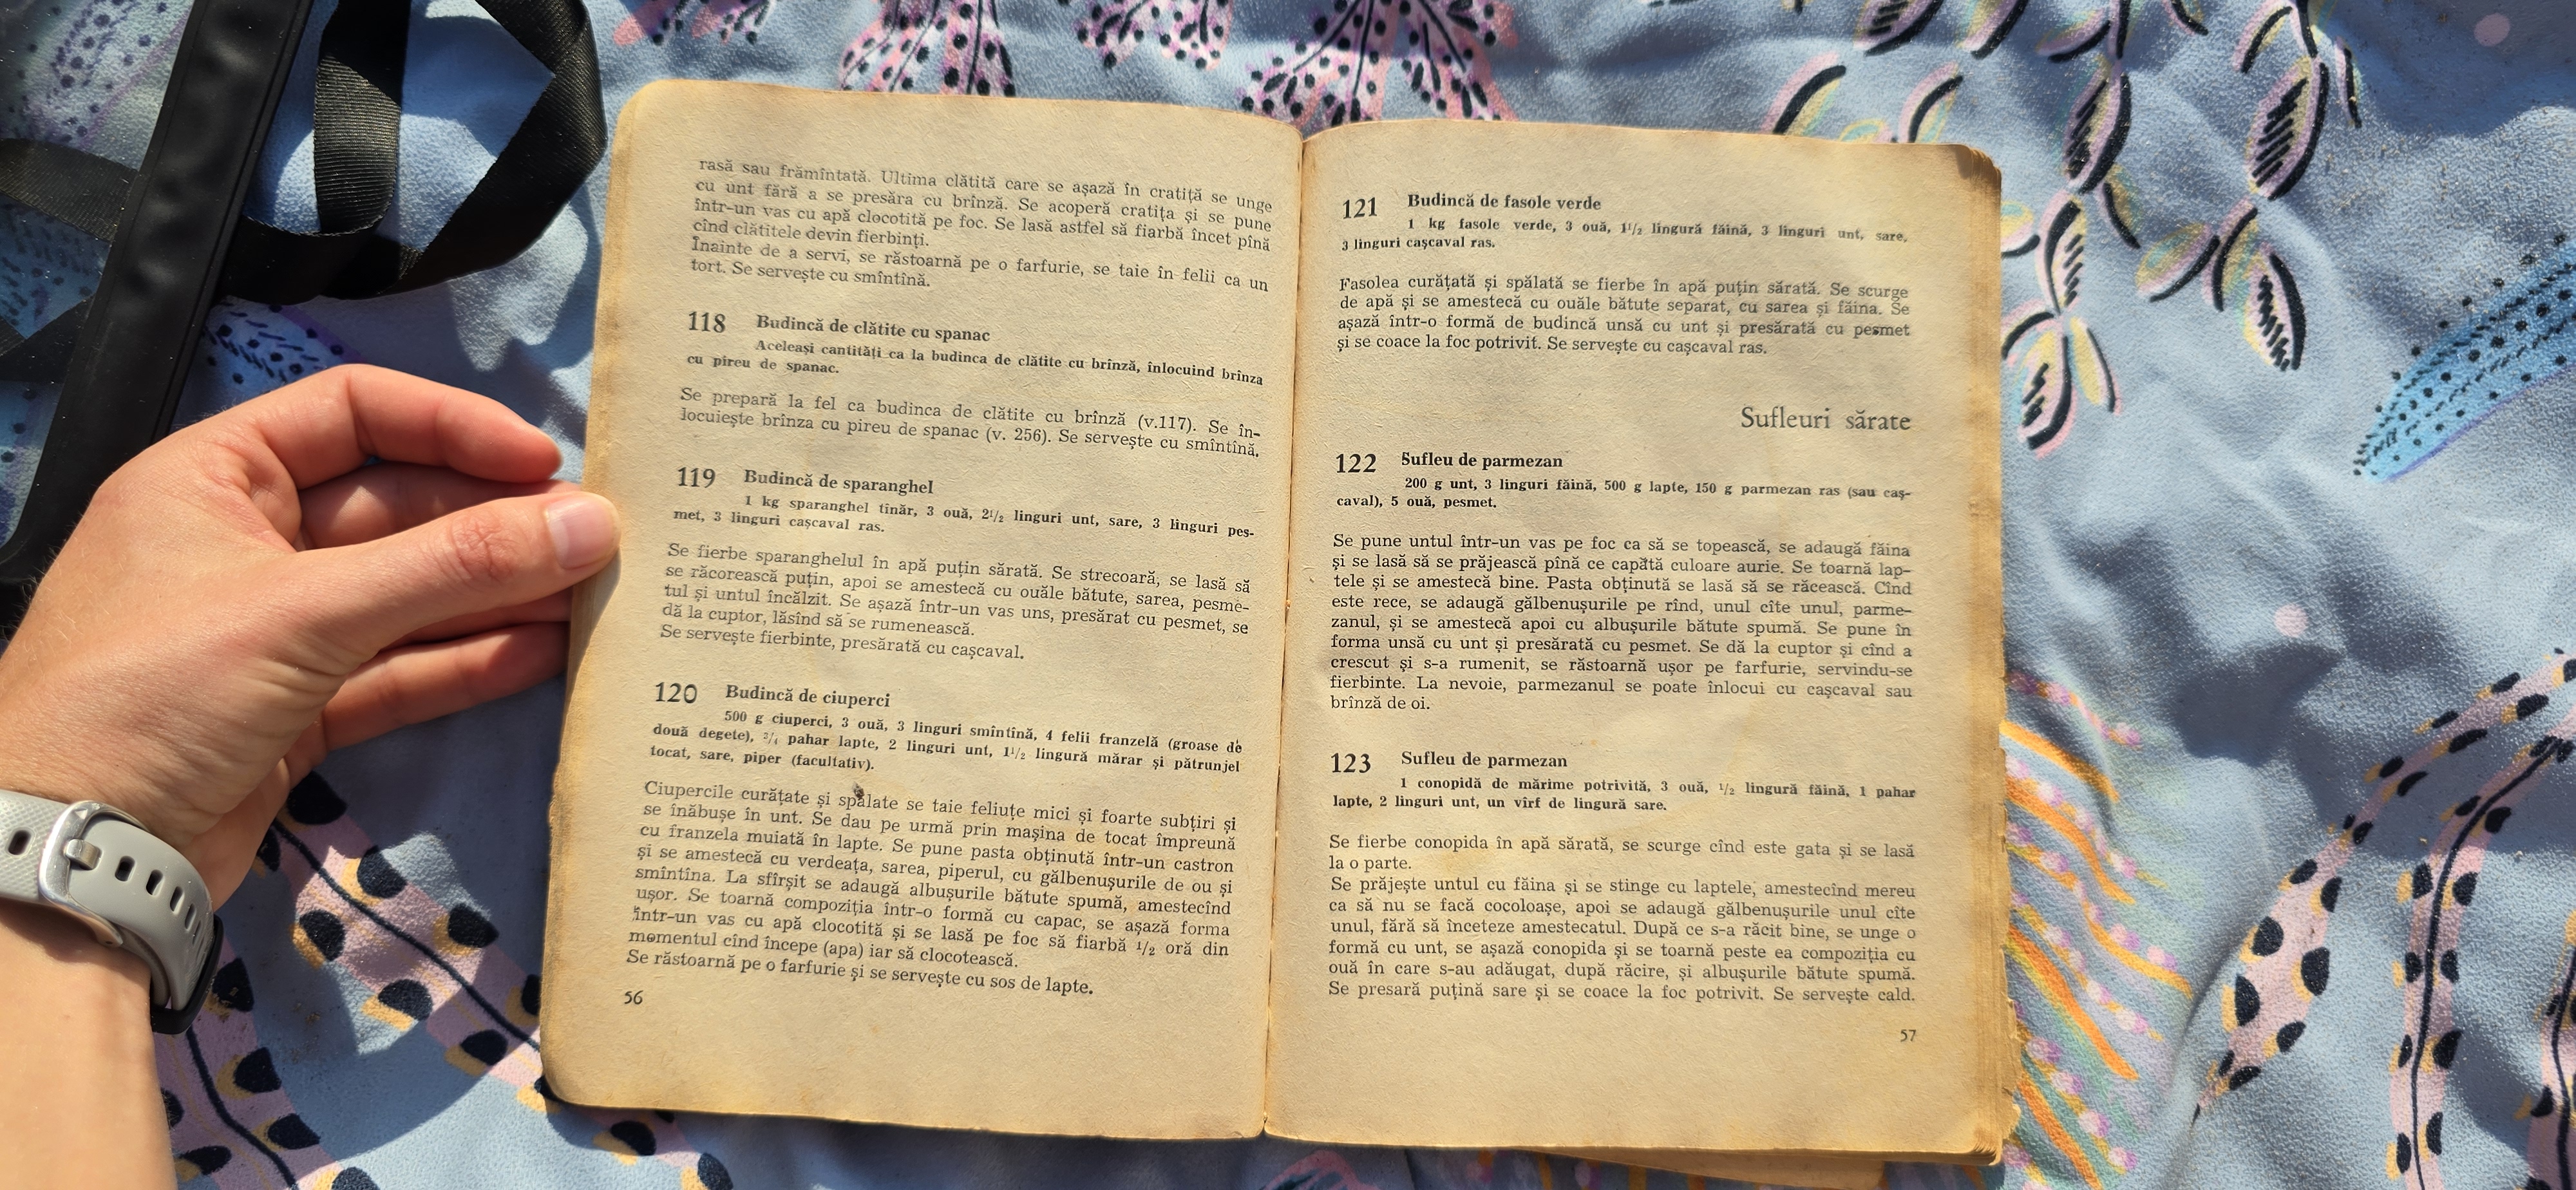 rasă sau frămîntată. Ultima clătită care se așază în cratiță se unge
cu unt fără a se presăra cu brînză. Se acoperă cratița și se pune
într-un vas cu apă clocotită pe foc. Se lasă astfel să fiarbă încet pînă
cînd clătitele devin fierbinți.
Înainte de a servi, se răstoarnă pe o farfurie, se taie în felii ca un
tort. Se servește cu smîntînă.
118 Budincă de clătite cu spanac
Aceleași cantități ca la budinca de clătite cu brînză, înlocuind brînza
cu pireu de spanac.
Se prepară la fel ca budinca de clătite cu brînză (v.117). Se în-
locuiește brînza cu pireu de spanac (v. 256). Se servește cu smîntînă.
119 Budincă de sparanghel
1 kg sparanghel tînăr, 3 ouă, 2 1/2 linguri unt, sare, 3 linguri pes-
met, 3 linguri cașcaval ras.
Se fierbe sparanghelul în apă puțin sărată. Se strecoară, se lasă să
se răcorească puțin, apoi se amestecă cu ouăle bătute, sarea, pesme-
tul și untul încălzit. Se așază într-un vas uns, presărat cu pesmet, se
dă la cuptor, lăsînd să se rumenească.
Se servește fierbinte, presărată cu cașcaval.
120 Budincă de ciuperci
500 g ciuperci, 3 ouă, 3 linguri smîntînă, 4 felii franzelă (groase de
două degete), 3/4 pahar lapte, 2 linguri unt, 1 1/2 lingură mărar și pătrunjel
tocat, sare, piper (facultativ).
Ciupercile curățate și spălate se taie feliuțe mici și foarte subțiri și
se înăbușe în unt. Se dau pe urmă prin mașina de tocat împreună
cu franzela muiată în lapte. Se pune pasta obținută într-un castron
și se amestecă cu verdeața, sarea, piperul, cu gălbenușurile de ou și
smîntîna. La sfîrșit se adaugă albușurile bătute spumă, amestecînd
ușor. Se toarnă compoziția într-o formă cu capac, se așază forma
într-un vas cu apă clocotită și se lasă pe foc să fiarbă 1/2 oră din
momentul cînd începe (apa) iar să clocotească.
Se răstoarnă pe o farfurie și se servește cu sos de lapte.
56
121 Budincă de fasole verde
1 kg fasole verde, 3 ouă, 1 1/2 lingură făină, 3 linguri unt, sare,
3 linguri cașcaval ras.
Fasolea curățată și spălată se fierbe în apă puțin sărată. Se scurge
de apă și se amestecă cu ouăle bătute separat, cu sarea și făina. Se
așază într-o formă de budincă unsă cu unt și presărată cu pesmet
și se coace la foc potrivit. Se servește cu cașcaval ras.
Sufleuri sărate
122 Sufleu de parmezan
200 g unt, 3 linguri făină, 500 g lapte, 150 g parmezan ras (sau caș-
caval), 5 ouă, pesmet.
Se pune untul într-un vas pe foc ca să se topească, se adaugă făina
și se lasă să se prăjească pînă ce capătă culoare aurie. Se toarnă lap-
tele și se amestecă bine. Pasta obținută se lasă să se răcească. Cînd
este rece, se adaugă gălbenușurile pe rînd, unul cîte unul, parme-
zanul, și se amestecă apoi cu albușurile bătute spumă. Se pune în
forma unsă cu unt și presărată cu pesmet. Se dă la cuptor și cînd a
crescut și s-a rumenit, se răstoarnă ușor pe farfurie, servindu-se
fierbinte. La nevoie, parmezanul se poate înlocui cu cașcaval sau
brînză de oi.
123 Sufleu de parmezan
1 conopidă de mărime potrivită, 3 ouă, 1/2 lingură făină, 1 pahar
lapte, 2 linguri unt, un vîrf de lingură sare.
Se fierbe conopida în apă sărată, se scurge cînd este gata și se lasă
la o parte.
Se prăjește untul cu făina și se stinge cu laptele, amestecînd mereu
ca să nu se facă cocoloașe, apoi se adaugă gălbenușurile unul cîte
unul, fără să înceteze amestecatul. După ce s-a răcit bine, se unge o
formă cu unt, se așază conopida și se toarnă peste ea compoziția cu
ouă în care s-au adăugat, după răcire, și albușurile bătute spumă.
Se presară puțină sare și se coace la foc potrivit. Se servește cald.
57